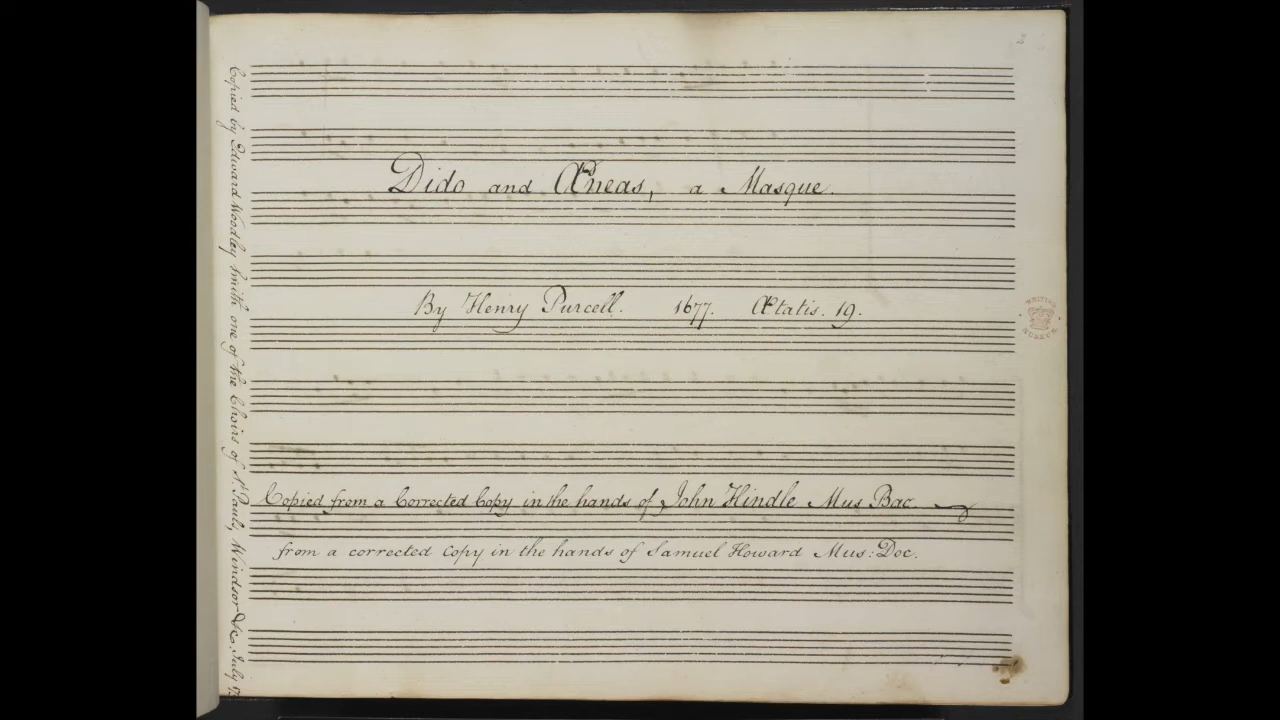 Dido and Æneas, a Masque.
By Henry Purcell. 1677. Ætatis. 19.
Copied from a Corrected Copy in the hands of John Hindle Mus Bac.
from a corrected Copy in the hands of Samuel Howard Mus: Doc.
Copied by Edward Woodley Smith one of the Choirs of St. Pauls, Windsor &c. July
BRITISH
MUSEUM